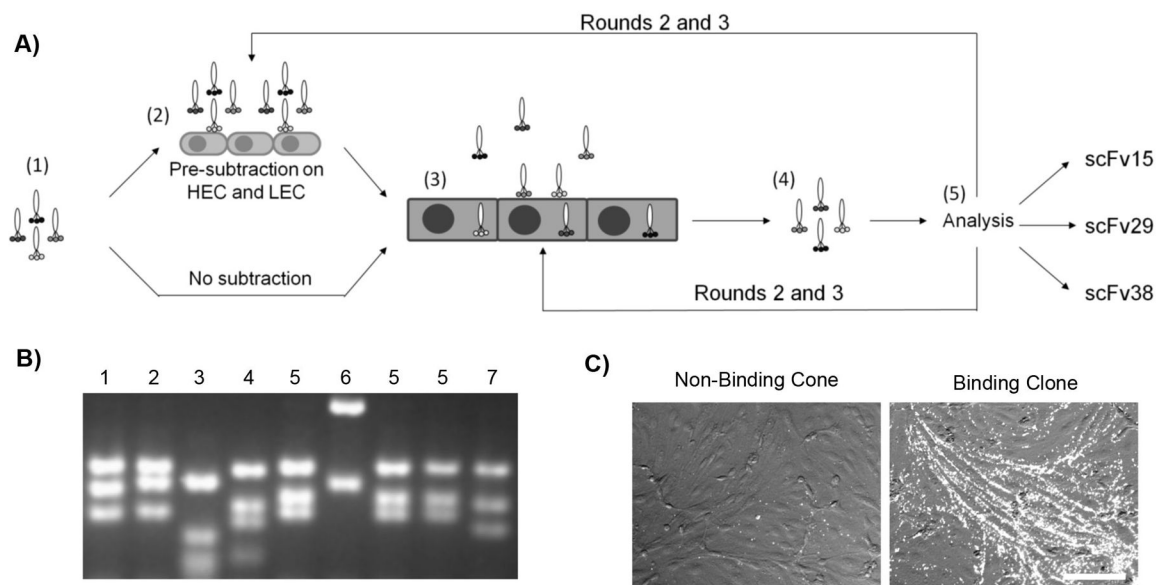 A)
Rounds 2 and 3
(2)
(1)
Pre-subtraction on
HEC and LEC
(3)
(4)
(5)
Analysis
scFv15
scFv29
scFv38
No subtraction
Rounds 2 and 3
B)
1 2 3 4 5 6 5 5 7
C)
Non-Binding Cone
Binding Clone